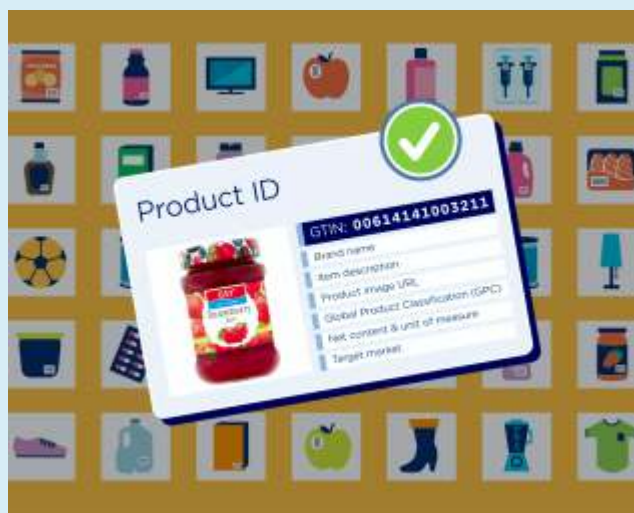 Product ID
GTIN: 00614141003211
Brand name
Item description
Product image URL
Global Product Classification (GPC)
Net content & unit of measure
Target market
Strawberry